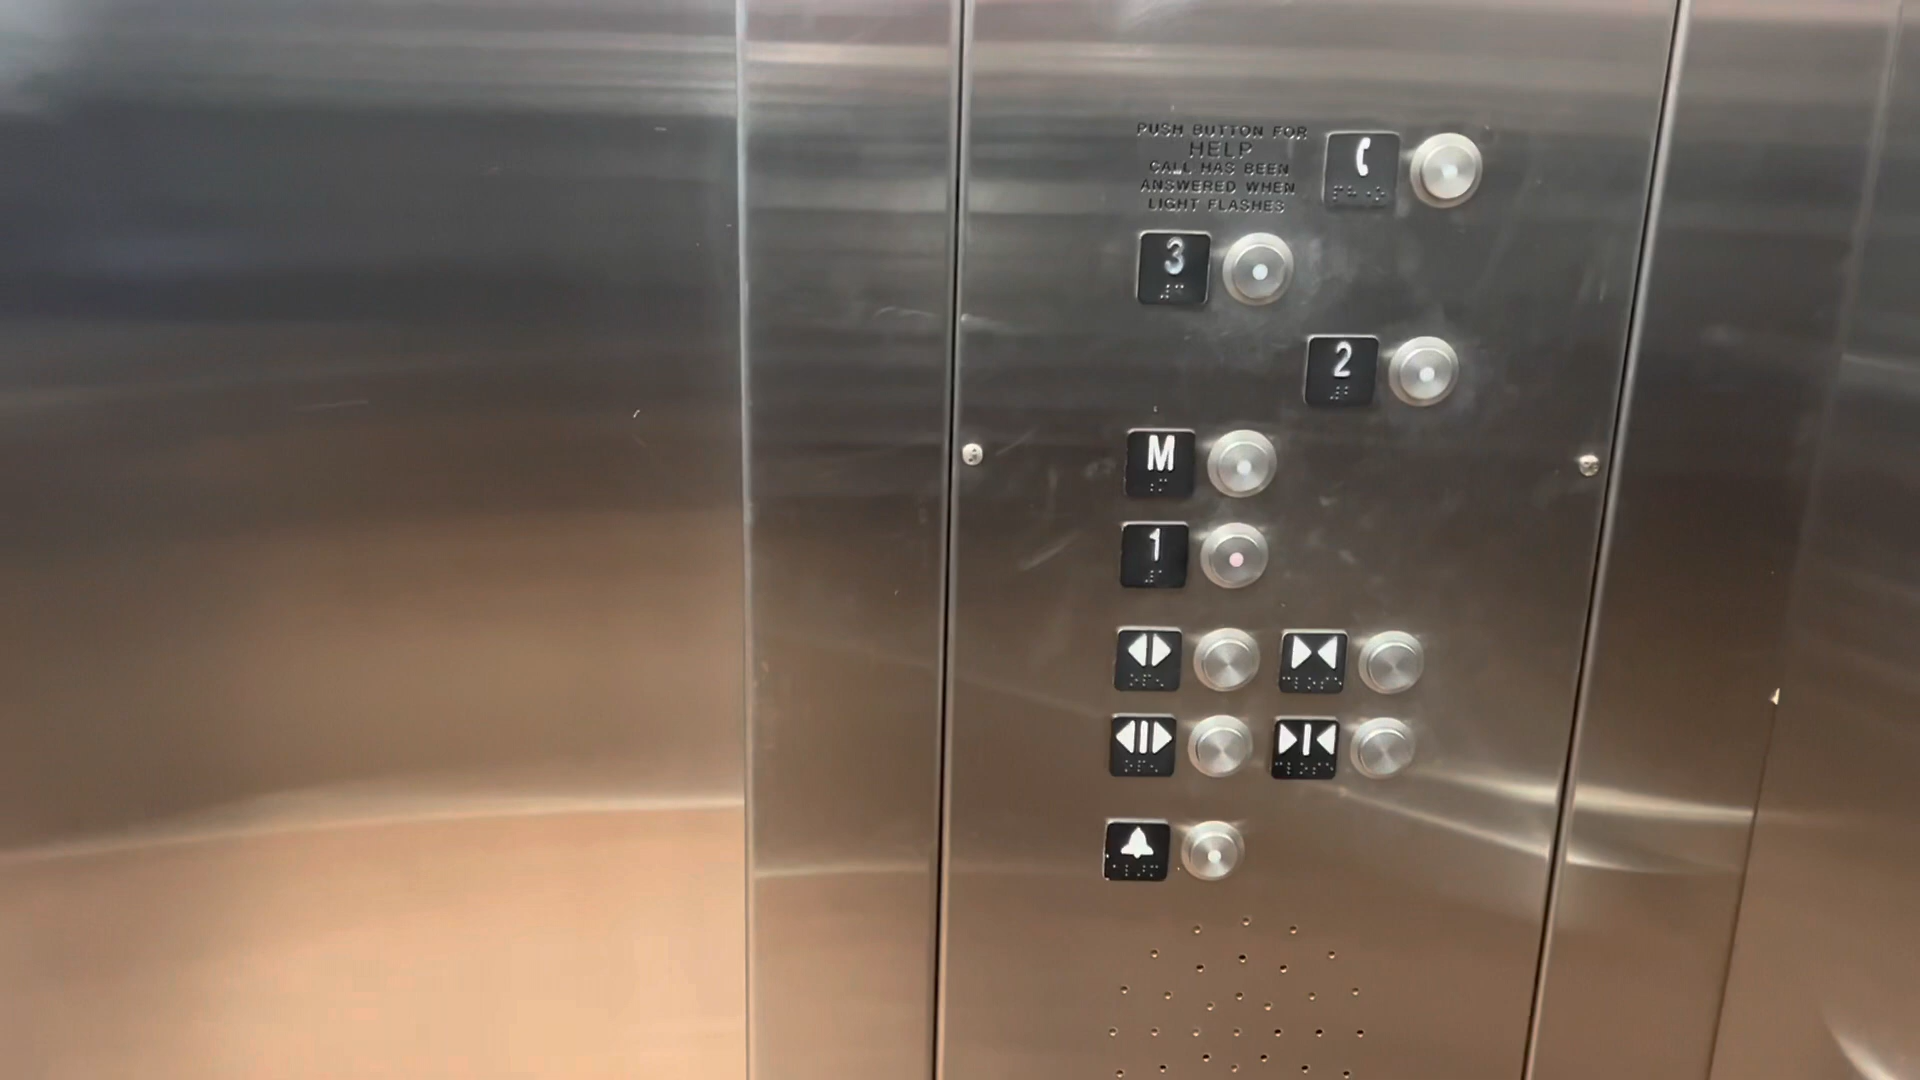 PUSH BUTTON FOR
HELP
CALL HAS BEEN
ANSWERED WHEN
LIGHT FLASHES
3
2
M
1